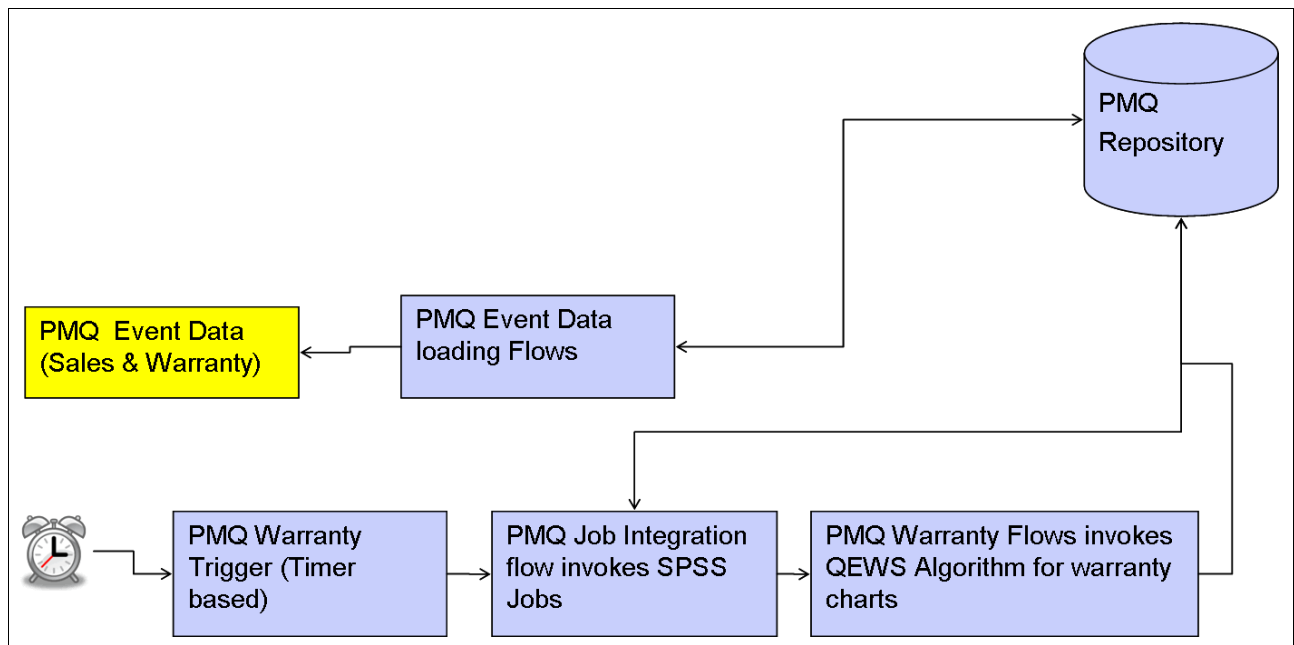 PMQ
Repository
PMQ  Event Data
(Sales & Warranty)
PMQ Event Data
loading Flows
PMQ Warranty
Trigger (Timer
based)
PMQ Job Integration
flow invokes SPSS
Jobs
PMQ Warranty Flows invokes
QEWS Algorithm for warranty
charts